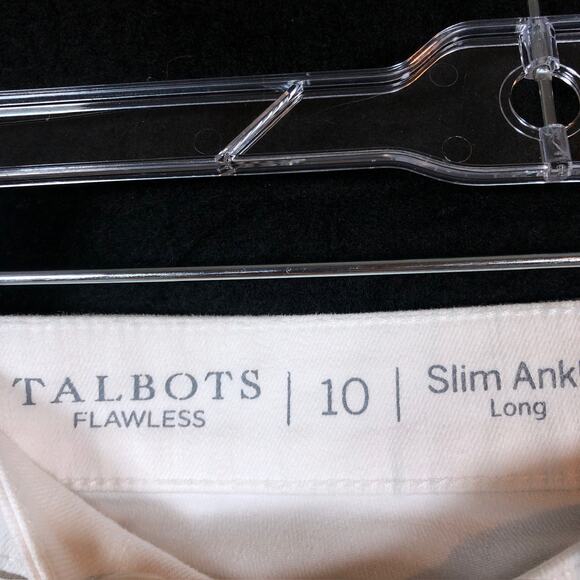 TALBOTS
FLAWLESS
| 10 |
Slim Ankl
Long